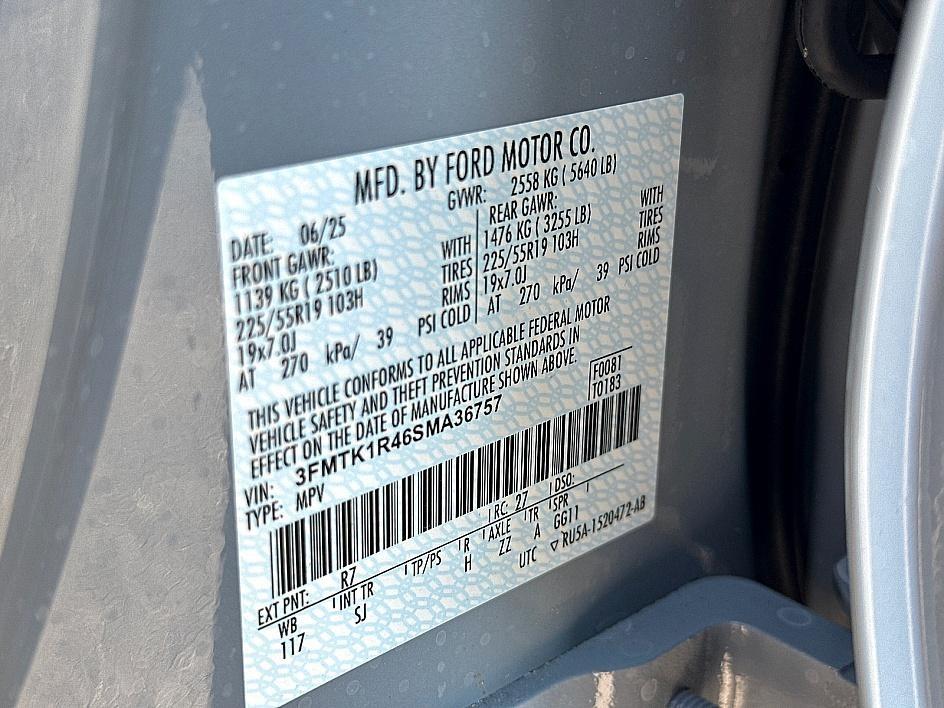 MFD. BY FORD MOTOR CO.
DATE: 06/25 GVWR: 2558 KG ( 5640 LB)
FRONT GAWR: REAR GAWR:
1139 KG ( 2510 LB) WITH 1476 KG ( 3255 LB) WITH
225/55R19 103H TIRES 225/55R19 103H TIRES
19x7.0J RIMS 19x7.0J RIMS
AT 270 kPa/ 39 PSI COLD AT 270 kPa/ 39 PSI COLD
THIS VEHICLE CONFORMS TO ALL APPLICABLE FEDERAL MOTOR
VEHICLE SAFETY AND THEFT PREVENTION STANDARDS IN
EFFECT ON THE DATE OF MANUFACTURE SHOWN ABOVE.
F0081
T0183
VIN: 3FMTK1R46SMA36757
TYPE: MPV
EXT PNT: R7 RC: 27 DSO:
WB INT TR TP/PS R AXLE TR SPR
117 SJ H ZZ A GG11
UTC ▽ RU5A-1520472-AB